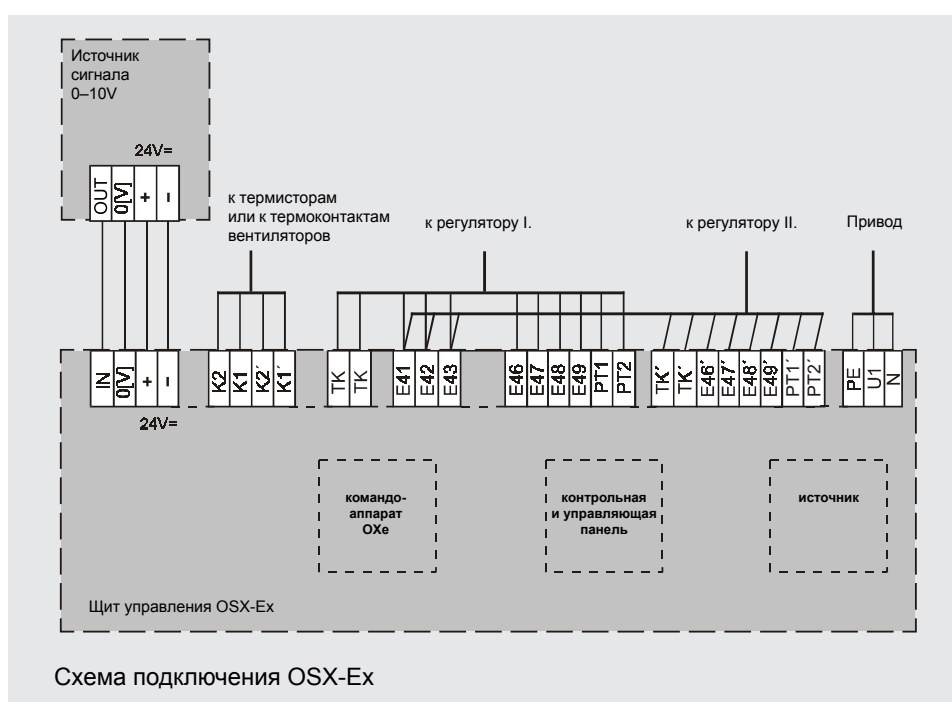 Источник
сигнала
0–10V
24V=
OUT
0[V]
+
–
к термисторам
или к термоконтактам
вентиляторов
к регулятору I.
к регулятору II.
Привод
IN
0[V]
+
–
K2
K1
K2´
K1´
TK
TK
E41
E42
E43
E46
E47
E48
E49
PT1
PT2
TK´
TK´
E46´
E47´
E48´
E49´
PT1´
PT2´
PE
U1
N
24V=
командо-
аппарат
OXe
контрольная
и управляющая
панель
источник
Щит управления OSX-Ex
Схема подключения OSX-Ex